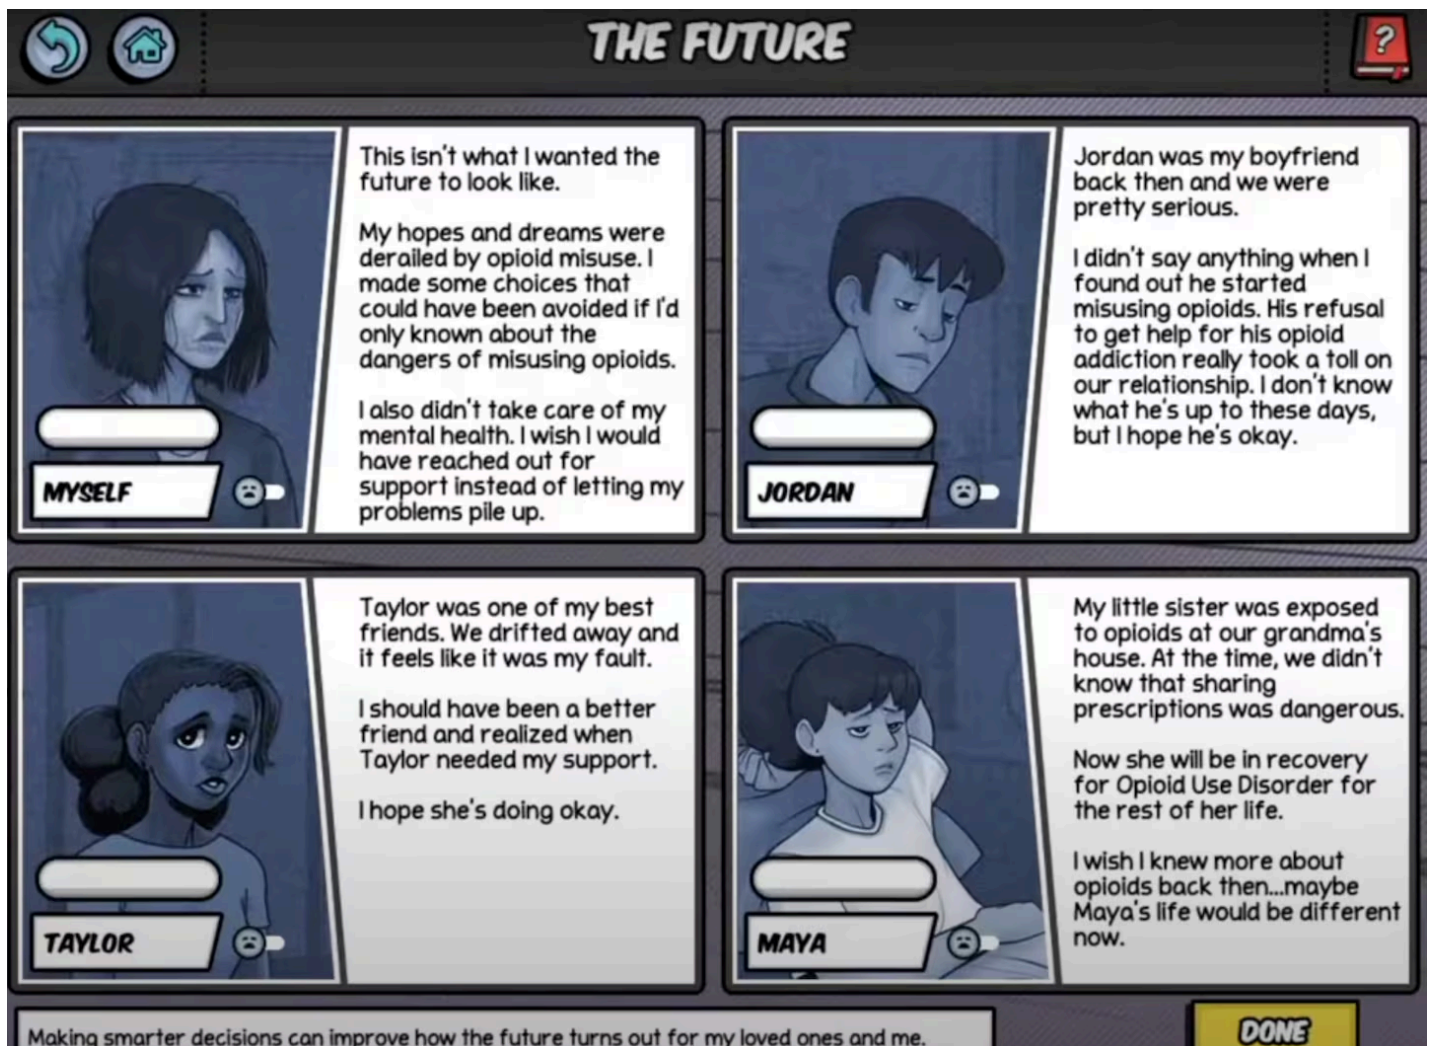 THE FUTURE
?
This isn't what I wanted the
future to look like.
My hopes and dreams were
derailed by opioid misuse. I
made some choices that
could have been avoided if I'd
only known about the
dangers of misusing opioids.
I also didn't take care of my
mental health. I wish I would
have reached out for
support instead of letting my
problems pile up.
MYSELF
Jordan was my boyfriend
back then and we were
pretty serious.
I didn't say anything when I
found out he started
misusing opioids. His refusal
to get help for his opioid
addiction really took a toll on
our relationship. I don't know
what he's up to these days,
but I hope he's okay.
JORDAN
Taylor was one of my best
friends. We drifted away and
it feels like it was my fault.
I should have been a better
friend and realized when
Taylor needed my support.
I hope she's doing okay.
TAYLOR
My little sister was exposed
to opioids at our grandma's
house. At the time, we didn't
know that sharing
prescriptions was dangerous.
Now she will be in recovery
for Opioid Use Disorder for
the rest of her life.
I wish I knew more about
opioids back then...maybe
Maya's life would be different
now.
MAYA
Making smarter decisions can improve how the future turns out for my loved ones and me.
DONE